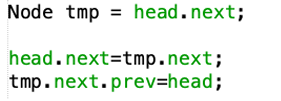 Node tmp = head.next;
head.next=tmp.next;
tmp.next.prev=head;